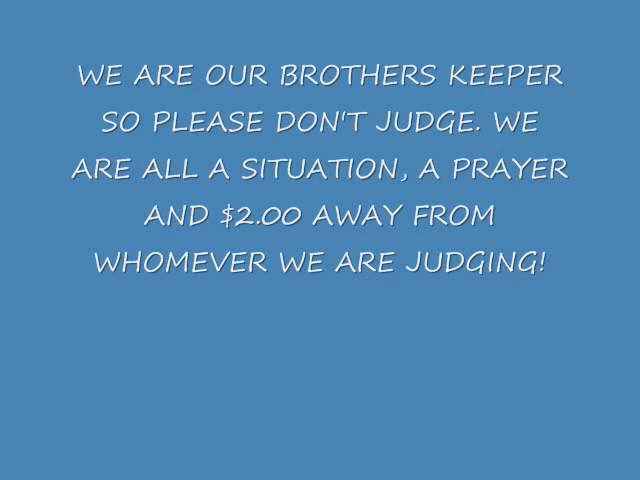 WE ARE OUR BROTHERS KEEPER
SO PLEASE DON'T JUDGE. WE
ARE ALL A SITUATION, A PRAYER
AND $2.00 AWAY FROM
WHOMEVER WE ARE JUDGING!